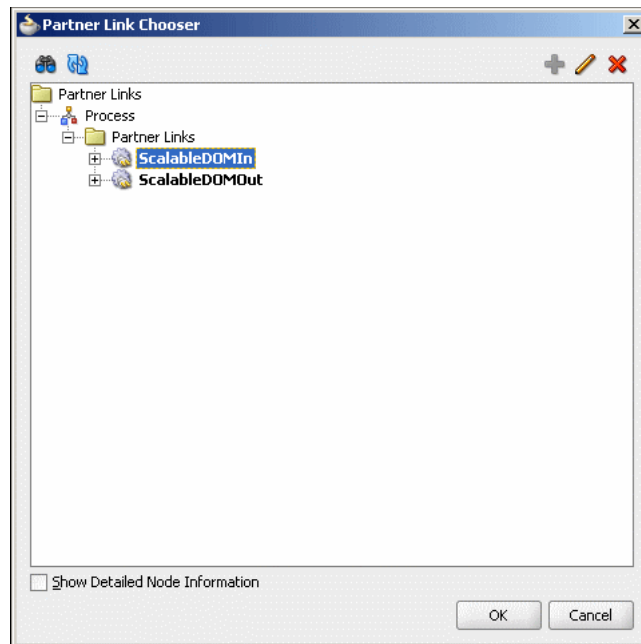 Partner Link Chooser
Partner Links
Process
Partner Links
ScalableDOMIn
ScalableDOMOut
Show Detailed Node Information
OK
Cancel